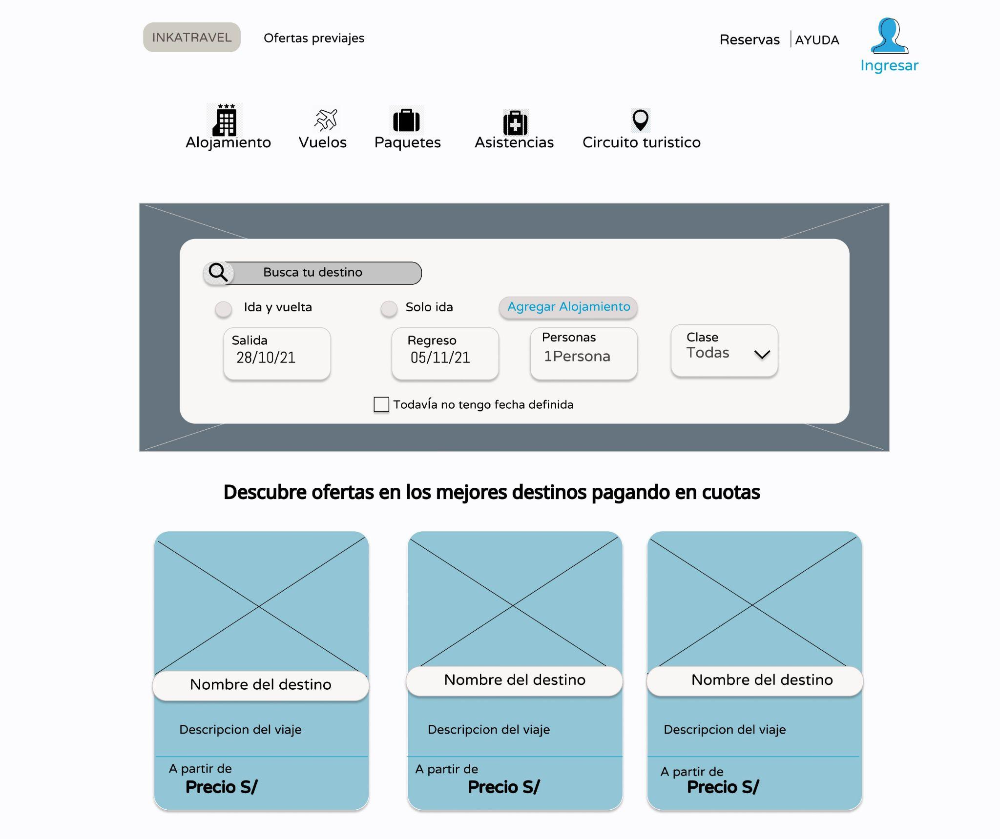 INKATRAVEL
Ofertas previajes
Reservas
AYUDA
Ingresar
Alojamiento
Vuelos
Paquetes
Asistencias
Circuito turistico
Busca tu destino
Ida y vuelta
Solo ida
Agregar Alojamiento
Salida
28/10/21
Regreso
05/11/21
Personas
1Persona
Clase
Todas
Todavía no tengo fecha definida
Descubre ofertas en los mejores destinos pagando en cuotas
Nombre del destino
Descripcion del viaje
A partir de
Precio S/
Nombre del destino
Descripcion del viaje
A partir de
Precio S/
Nombre del destino
Descripcion del viaje
A partir de
Precio S/